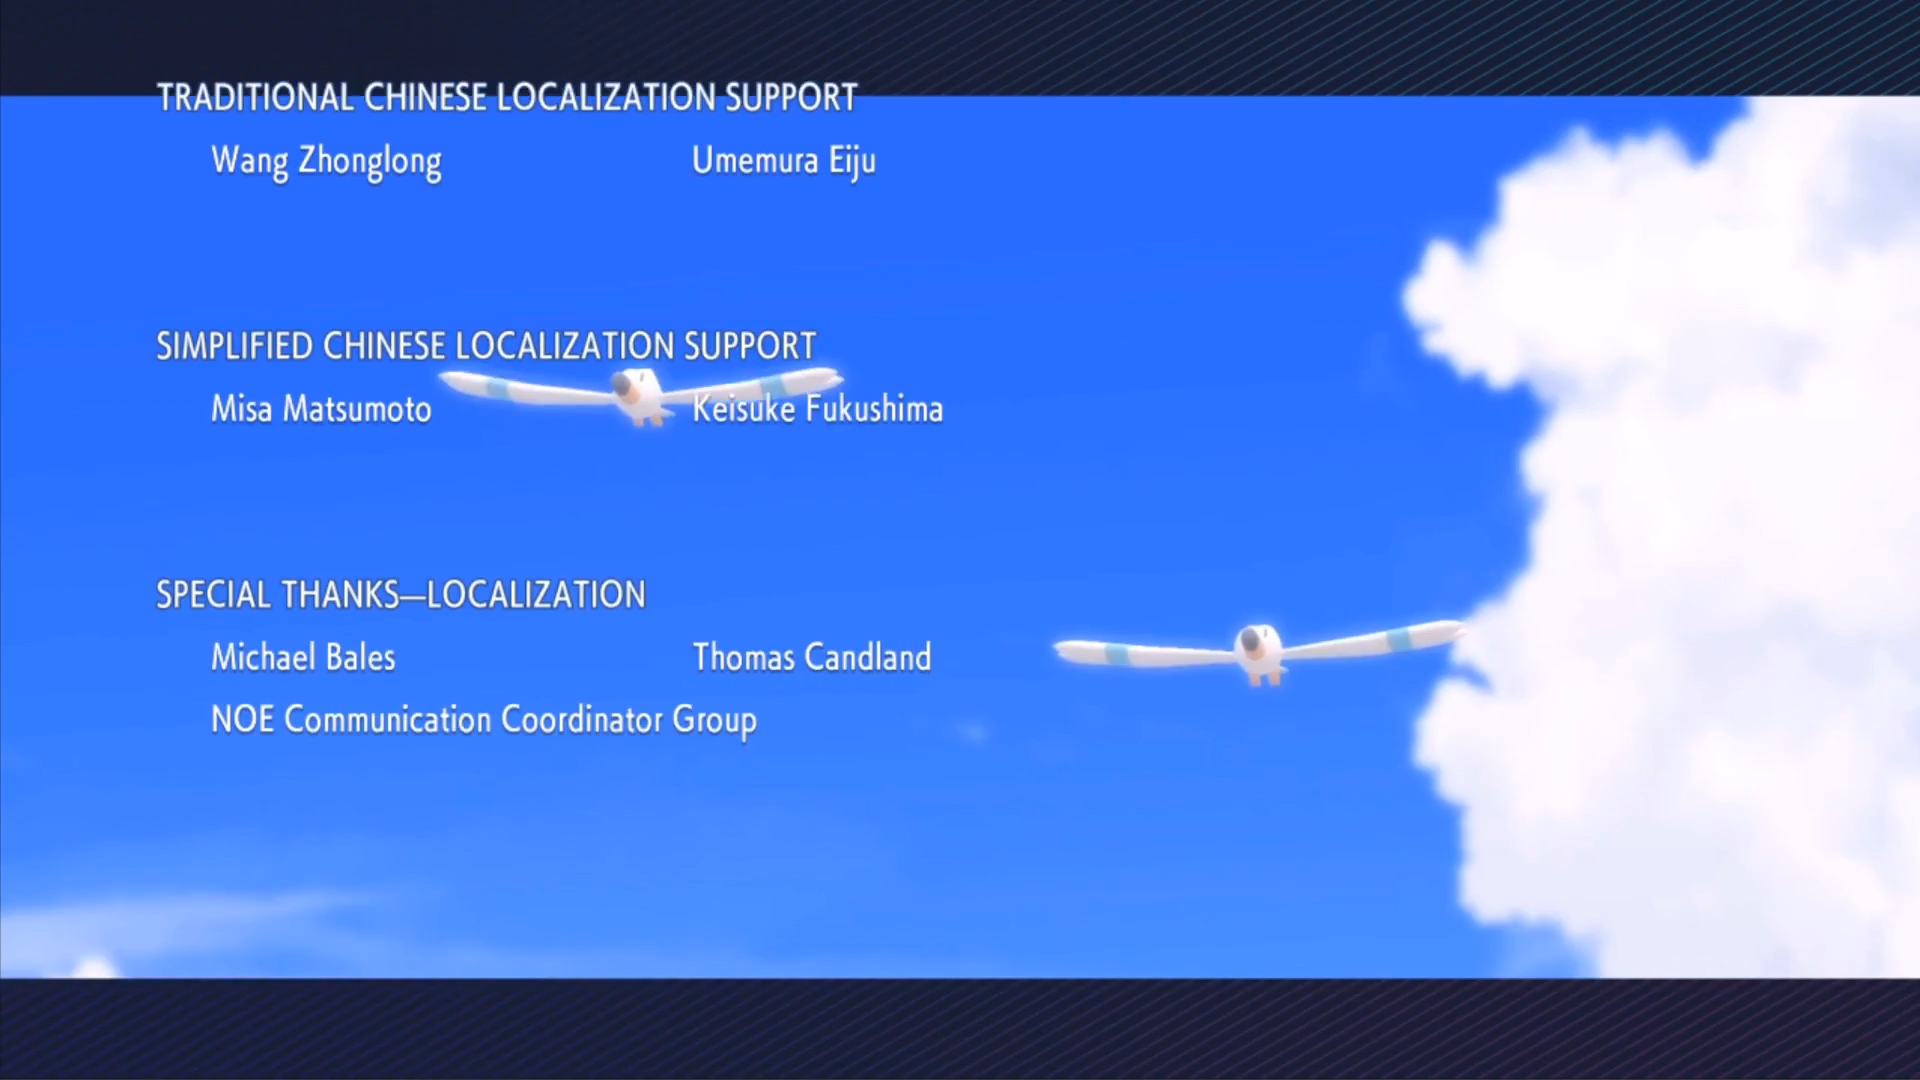 TRADITIONAL CHINESE LOCALIZATION SUPPORT
Wang Zhonglong Umemura Eiju
SIMPLIFIED CHINESE LOCALIZATION SUPPORT
Misa Matsumoto Keisuke Fukushima
SPECIAL THANKS—LOCALIZATION
Michael Bales Thomas Candland
NOE Communication Coordinator Group